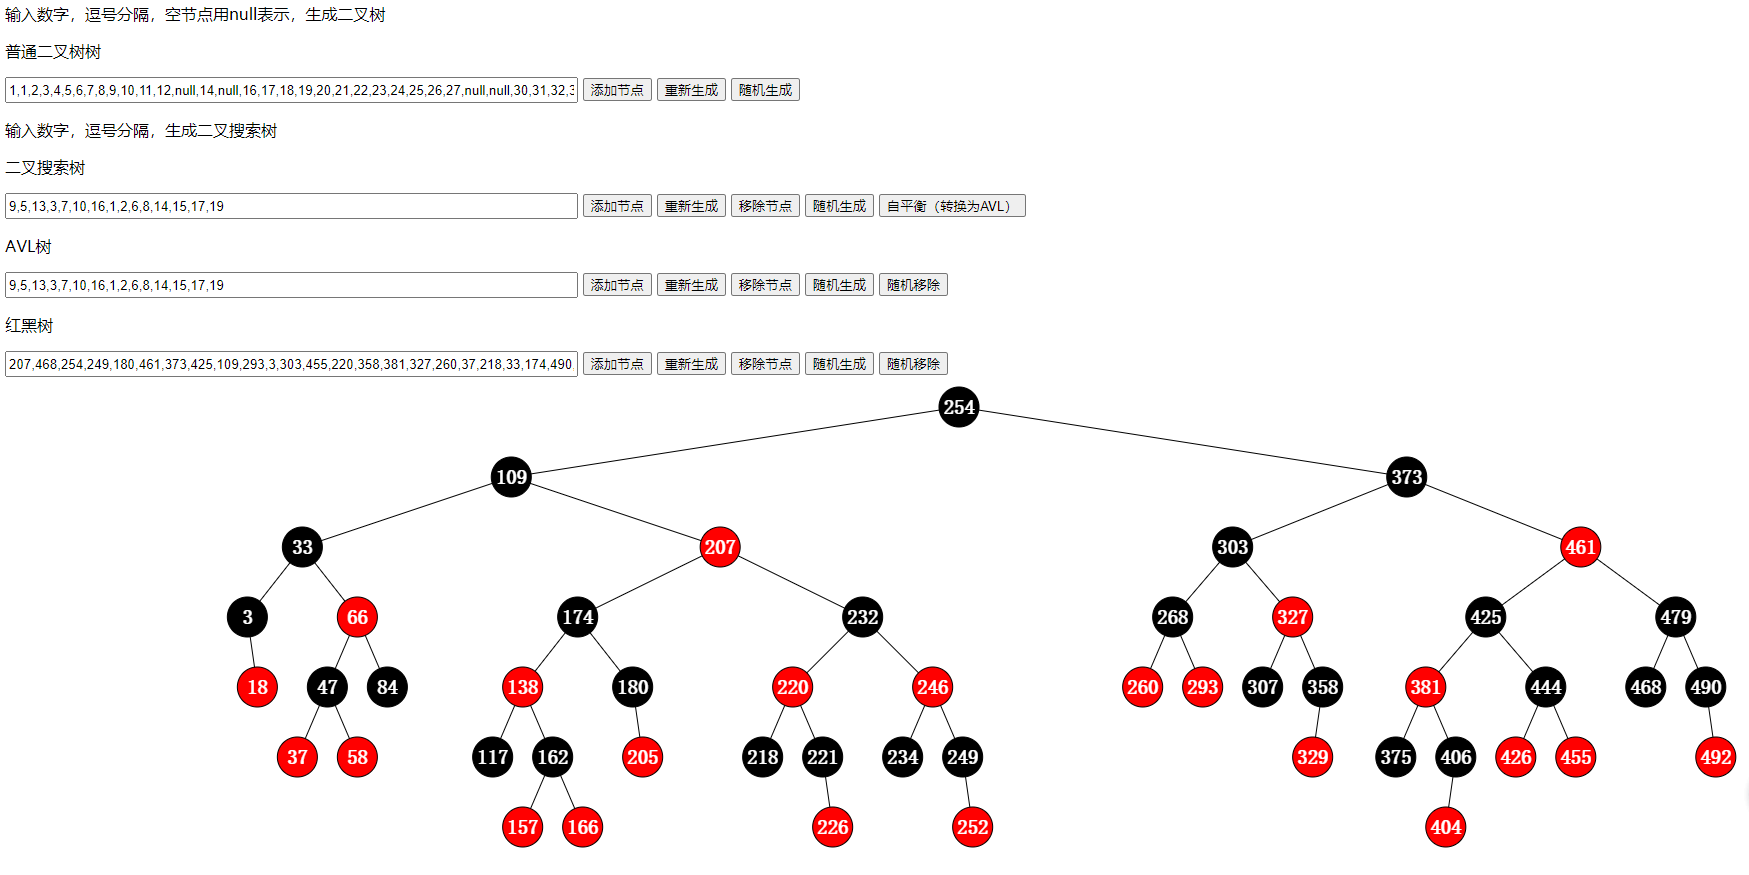 输入数字，逗号分隔，空节点用null表示，生成二叉树
普通二叉树树
1,1,2,3,4,5,6,7,8,9,10,11,12,null,14,null,16,17,18,19,20,21,22,23,24,25,26,27,null,null,30,31,32,3 添加节点 重新生成 随机生成
输入数字，逗号分隔，生成二叉搜索树
二叉搜索树
9,5,13,3,7,10,16,1,2,6,8,14,15,17,19 添加节点 重新生成 移除节点 随机生成 自平衡（转换为AVL）
AVL树
9,5,13,3,7,10,16,1,2,6,8,14,15,17,19 添加节点 重新生成 移除节点 随机生成 随机移除
红黑树
207,468,254,249,180,461,373,425,109,293,3,303,455,220,358,381,327,260,37,218,33,174,490 添加节点 重新生成 移除节点 随机生成 随机移除
254
109 373
33 207 303 461
3 66 174 232 268 327 425 479
18 47 84 138 180 220 246 260 293 307 358 381 444 468 490
37 58 117 162 205 218 221 234 249 329 375 406 426 455 492
157 166 226 252 404